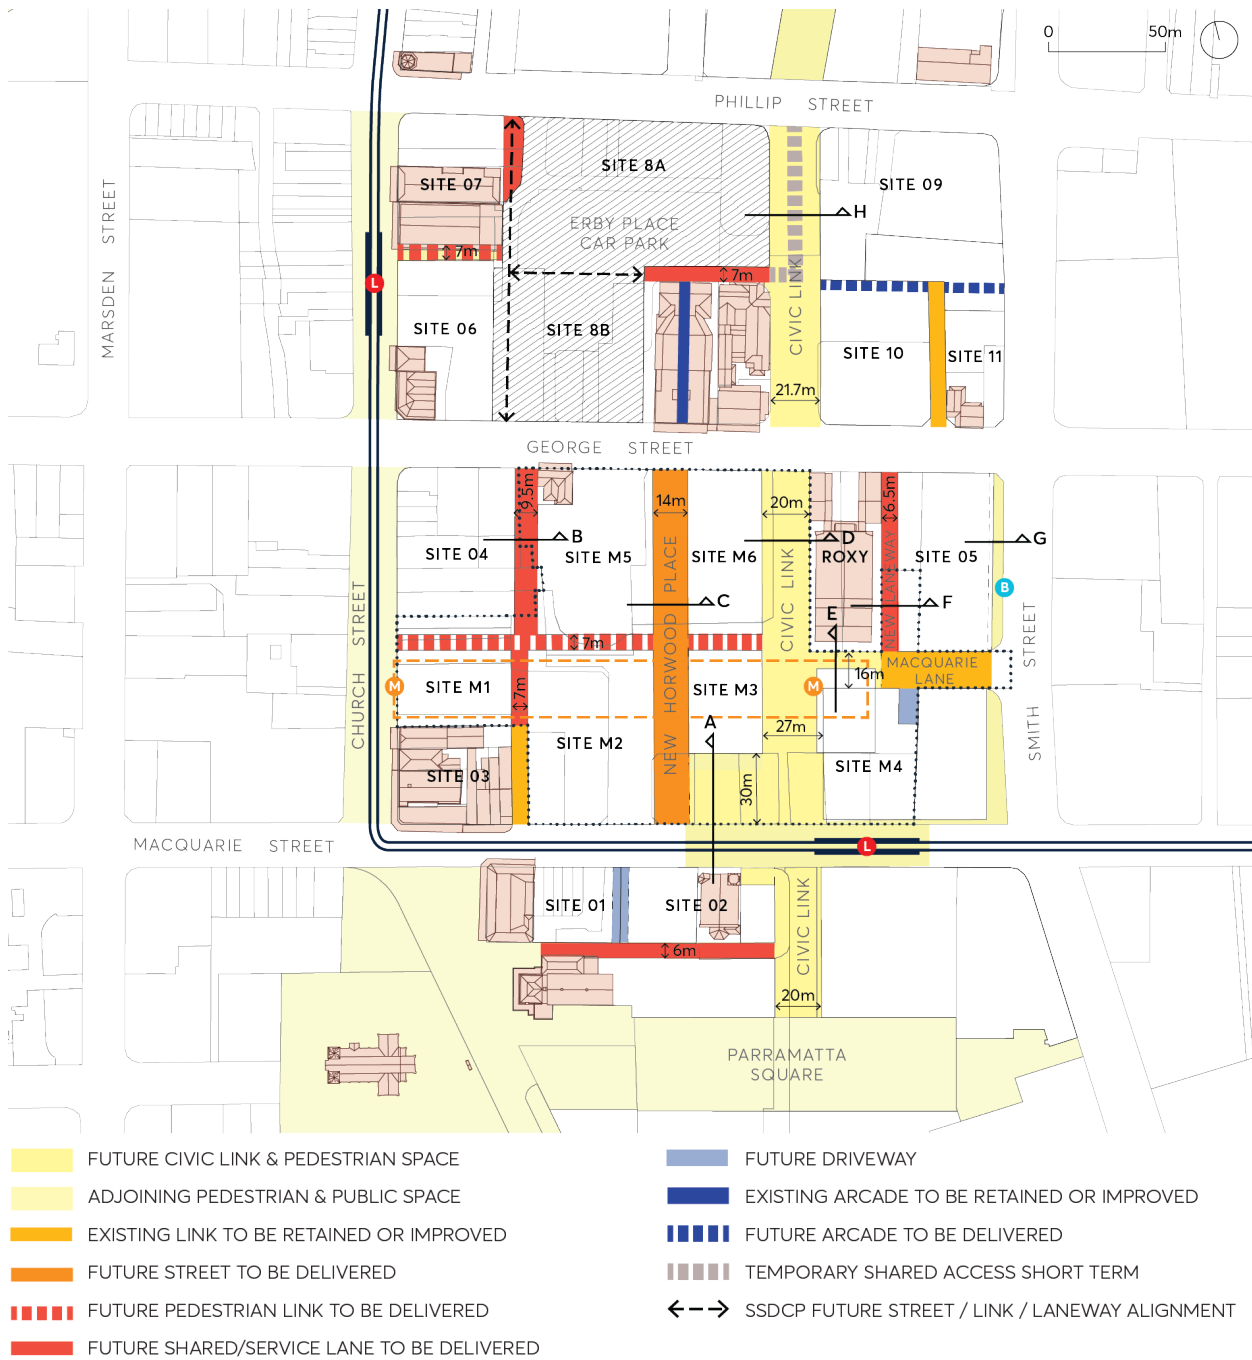 0 50m
PHILLIP STREET
MARSDEN STREET
SITE 07
SITE 8A
SITE 09
ERBY PLACE
CAR PARK
H
7m
7m
L
CIVIC LINK
SITE 06
SITE 8B
SITE 10
SITE 11
21.7m
GEORGE STREET
9.5m
14m
20m
6.5m
B
D
G
SITE 04
SITE M5
SITE M6
ROXY
SITE 05
NEW LANEWAY
B
C
F
E
CIVIC LINK
NEW HORWOOD PLACE
CHURCH STREET
SMITH STREET
7m
MACQUARIE
LANE
16m
M
SITE M1
7m
SITE M3
M
A
27m
SITE M2
SITE M4
SITE 03
30m
MACQUARIE STREET
L
SITE 01
SITE 02
CIVIC LINK
6m
20m
PARRAMATTA
SQUARE
FUTURE CIVIC LINK & PEDESTRIAN SPACE
ADJOINING PEDESTRIAN & PUBLIC SPACE
EXISTING LINK TO BE RETAINED OR IMPROVED
FUTURE STREET TO BE DELIVERED
FUTURE PEDESTRIAN LINK TO BE DELIVERED
FUTURE SHARED/SERVICE LANE TO BE DELIVERED
FUTURE DRIVEWAY
EXISTING ARCADE TO BE RETAINED OR IMPROVED
FUTURE ARCADE TO BE DELIVERED
TEMPORARY SHARED ACCESS SHORT TERM
SSDCP FUTURE STREET / LINK / LANEWAY ALIGNMENT